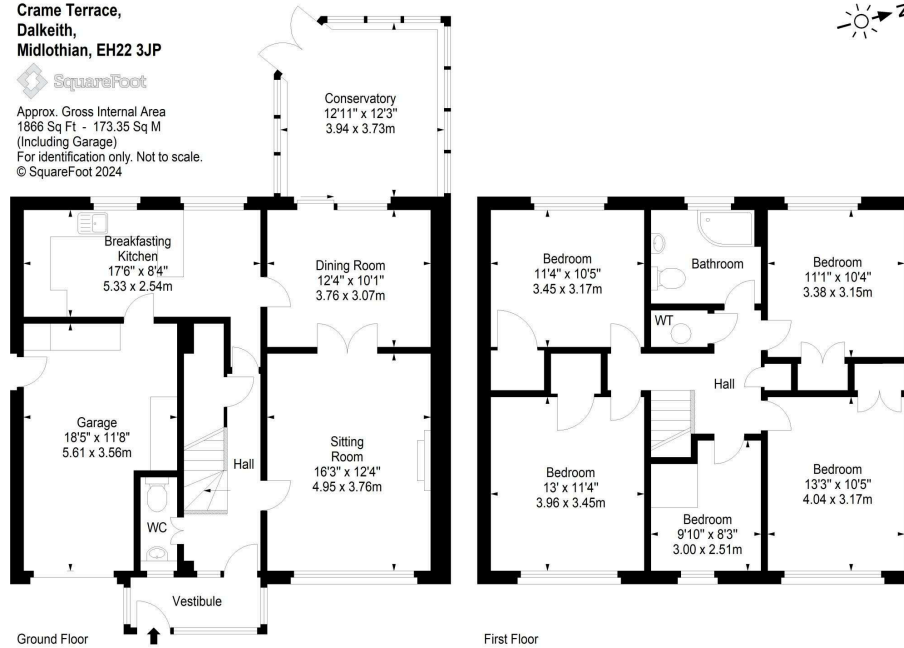 Crame Terrace,
Dalkeith,
Midlothian, EH22 3JP
SquareFoot
Approx. Gross Internal Area
1866 Sq Ft - 173.35 Sq M
(Including Garage)
For identification only. Not to scale.
© SquareFoot 2024
Z
Conservatory
12'11" x 12'3"
3.94 x 3.73m
Breakfasting
Kitchen
17'6" x 8'4"
5.33 x 2.54m
Dining Room
12'4" x 10'1"
3.76 x 3.07m
Garage
18'5" x 11'8"
5.61 x 3.56m
Hall
Sitting
Room
16'3" x 12'4"
4.95 x 3.76m
WC
Vestibule
Ground Floor
Bedroom
11'4" x 10'5"
3.45 x 3.17m
Bathroom
Bedroom
11'1" x 10'4"
3.38 x 3.15m
WT
Hall
Bedroom
13' x 11'4"
3.96 x 3.45m
Bedroom
9'10" x 8'3"
3.00 x 2.51m
Bedroom
13'3" x 10'5"
4.04 x 3.17m
First Floor